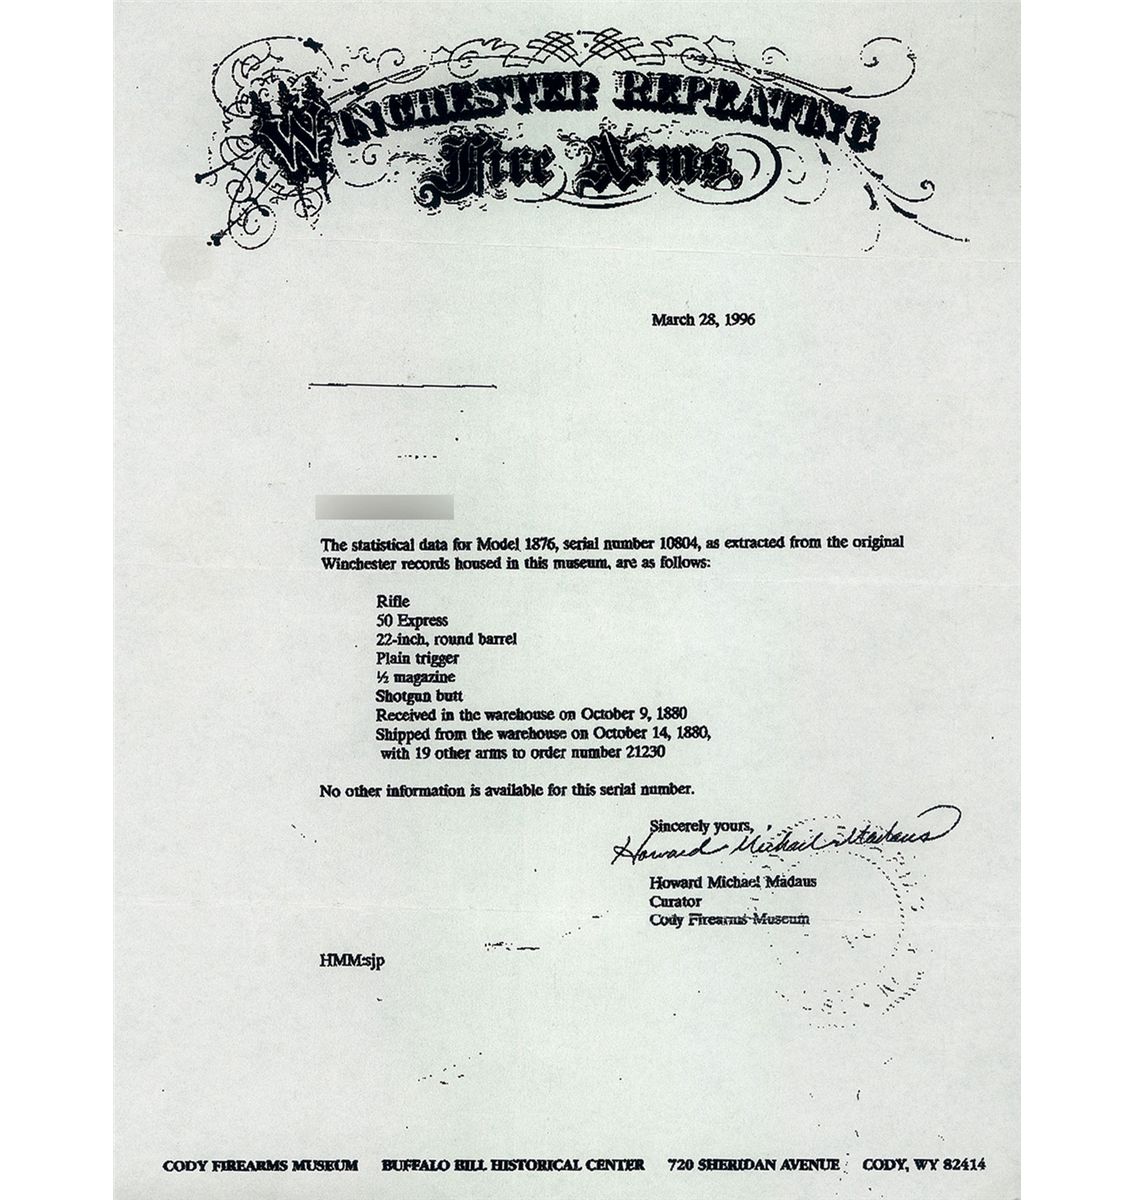 WINCHESTER REPEATING
Fire Arms,
March 28, 1996
The statistical data for Model 1876, serial number 10804, as extracted from the original
Winchester records housed in this museum, are as follows:
Rifle
50 Express
22-inch, round barrel
Plain trigger
½ magazine
Shotgun butt
Received in the warehouse on October 9, 1880
Shipped from the warehouse on October 14, 1880,
with 19 other arms to order number 21230
No other information is available for this serial number.
Sincerely yours,
Howard Michael Madaus
Howard Michael Madaus
Curator
Cody Firearms Museum
HMM:sjp
CODY FIREARMS MUSEUM BUFFALO BILL HISTORICAL CENTER 720 SHERIDAN AVENUE CODY, WY 82414